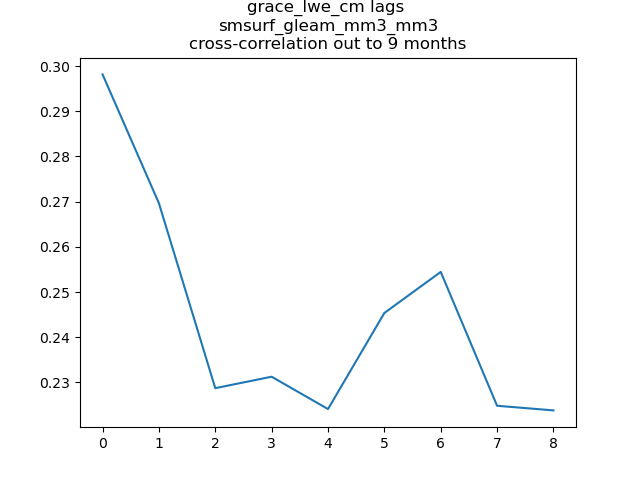 grace_lwe_cm lags
smsurf_gleam_mm3_mm3
cross-correlation out to 9 months
0.30
0.29
0.28
0.27
0.26
0.25
0.24
0.23
0 1 2 3 4 5 6 7 8